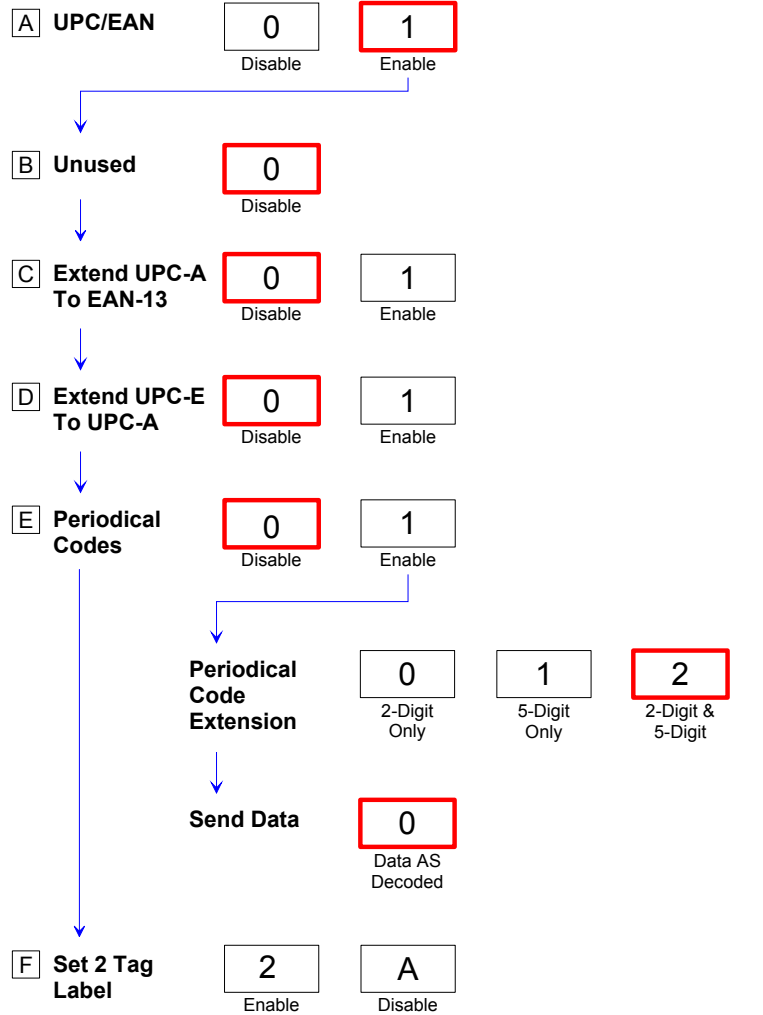 A UPC/EAN 0 1
Disable Enable
B Unused 0
Disable
C Extend UPC-A To EAN-13 0 1
Disable Enable
D Extend UPC-E To UPC-A 0 1
Disable Enable
E Periodical Codes 0 1
Disable Enable
Periodical Code Extension 0 1 2
2-Digit Only 5-Digit Only 2-Digit & 5-Digit
Send Data 0
Data AS Decoded
F Set 2 Tag Label 2 A
Enable Disable